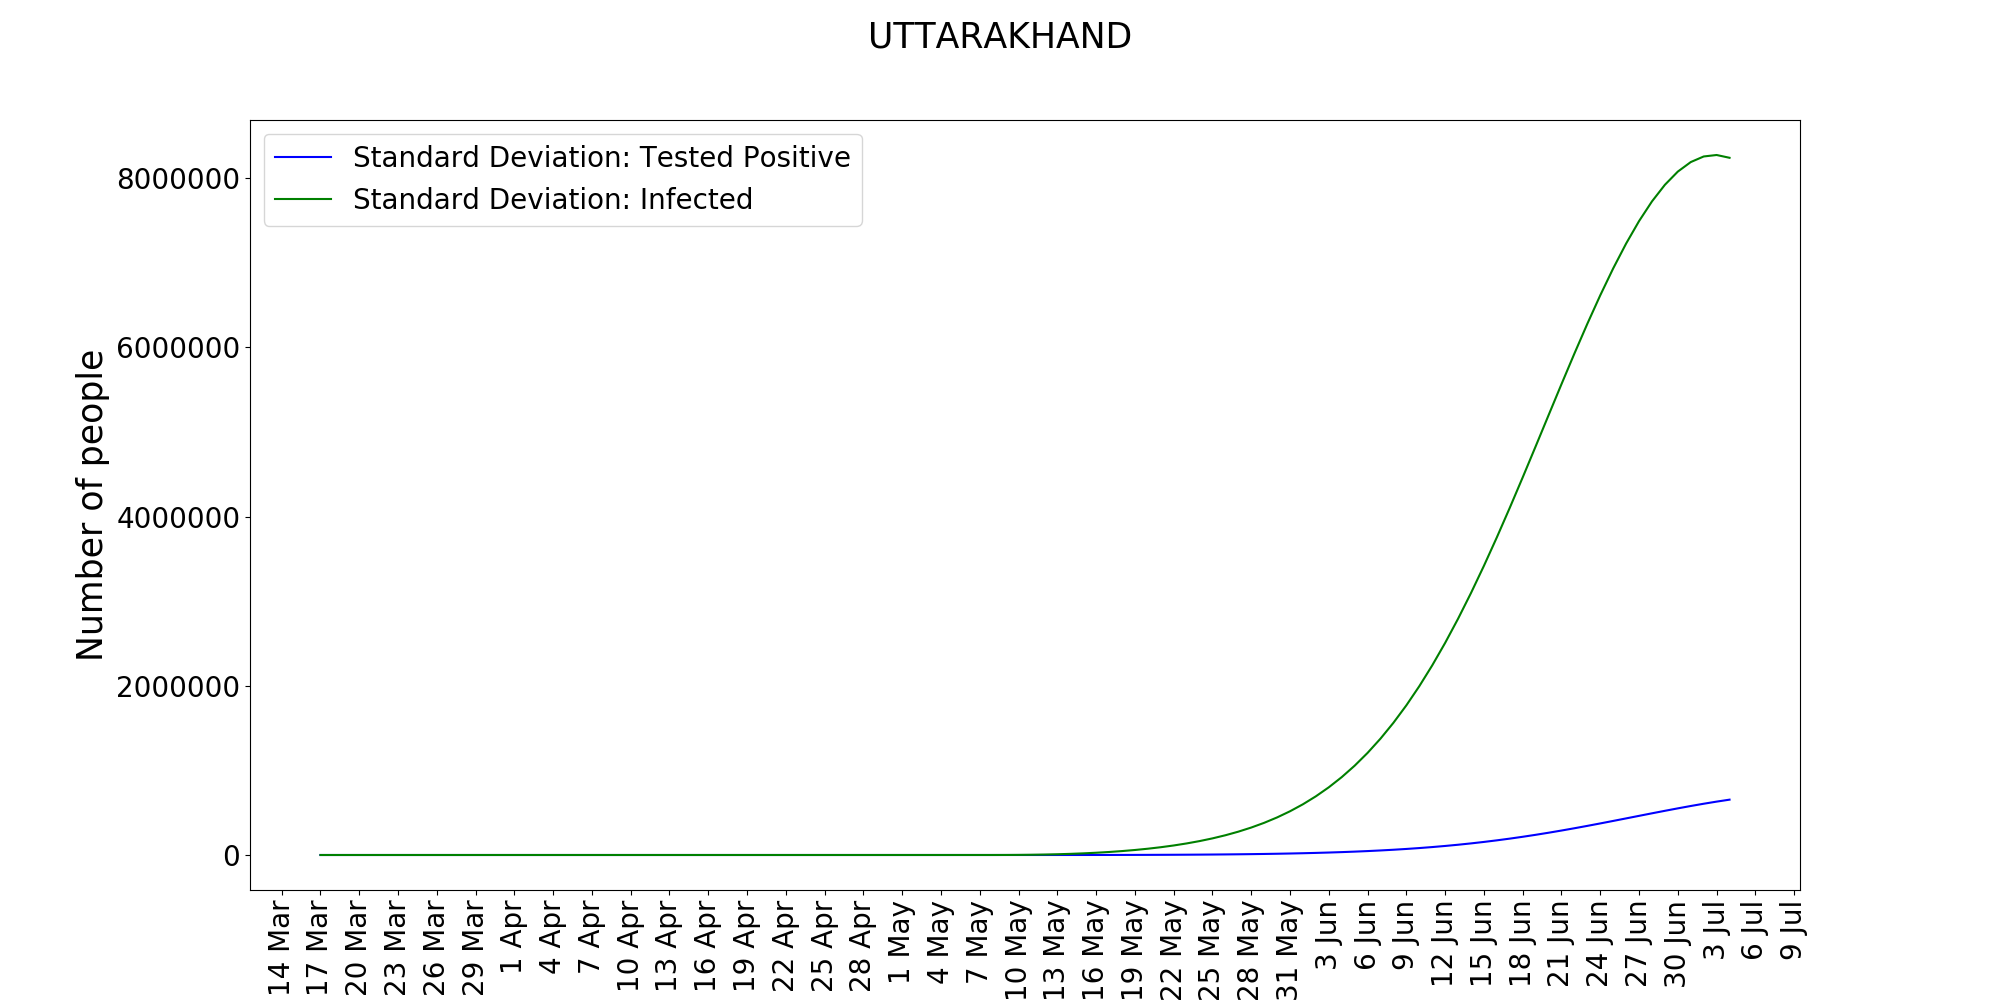 UTTARAKHAND
Standard Deviation: Tested Positive
Standard Deviation: Infected
Number of people
8000000
6000000
4000000
2000000
0
14 Mar
17 Mar
20 Mar
23 Mar
26 Mar
29 Mar
1 Apr
4 Apr
7 Apr
10 Apr
13 Apr
16 Apr
19 Apr
22 Apr
25 Apr
28 Apr
1 May
4 May
7 May
10 May
13 May
16 May
19 May
22 May
25 May
28 May
31 May
3 Jun
6 Jun
9 Jun
12 Jun
15 Jun
18 Jun
21 Jun
24 Jun
27 Jun
30 Jun
3 Jul
6 Jul
9 Jul